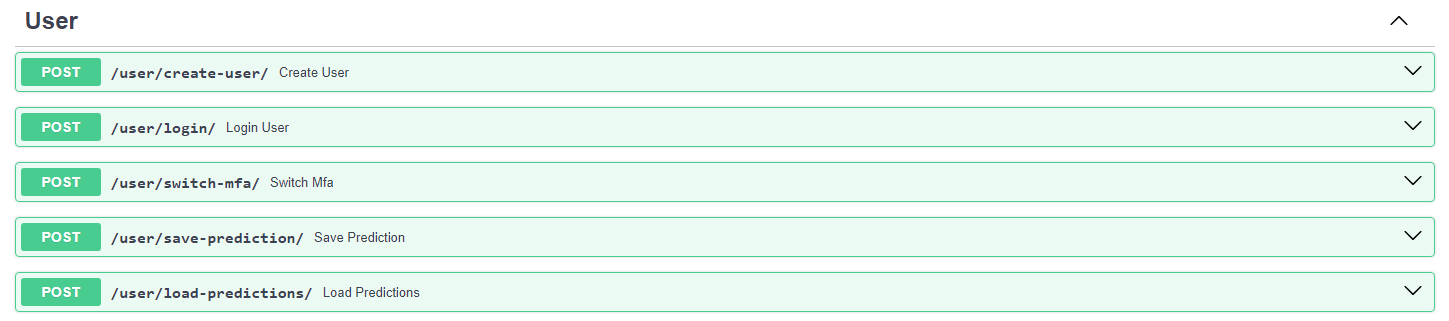 User
POST /user/create-user/ Create User
POST /user/login/ Login User
POST /user/switch-mfa/ Switch Mfa
POST /user/save-prediction/ Save Prediction
POST /user/load-predictions/ Load Predictions